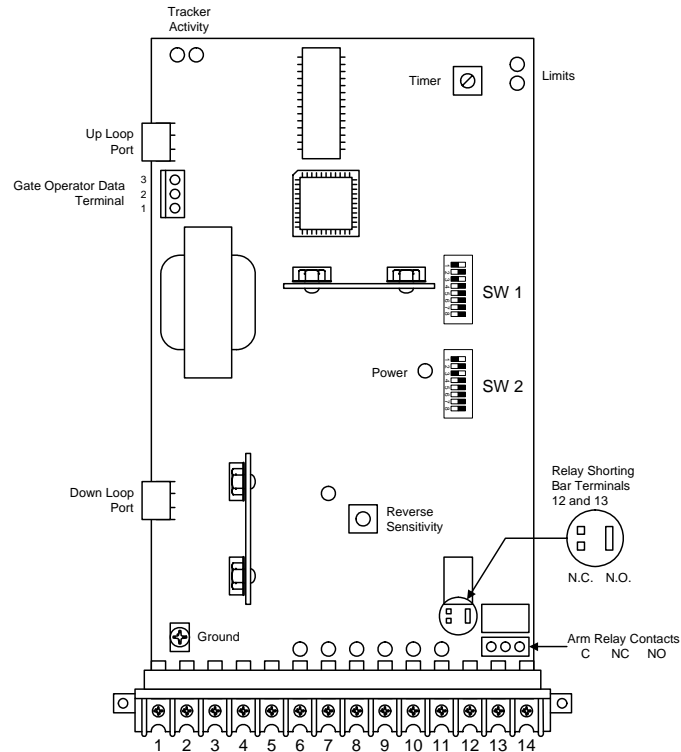 Tracker
Activity
Timer
Limits
Up Loop
Port
Gate Operator Data
Terminal
3
2
1
SW 1
Power
SW 2
Relay Shorting
Bar Terminals
12 and 13
Down Loop
Port
Reverse
Sensitivity
N.C. N.O.
Ground
Arm Relay Contacts
C NC NO
1 2 3 4 5 6 7 8 9 10 11 12 13 14